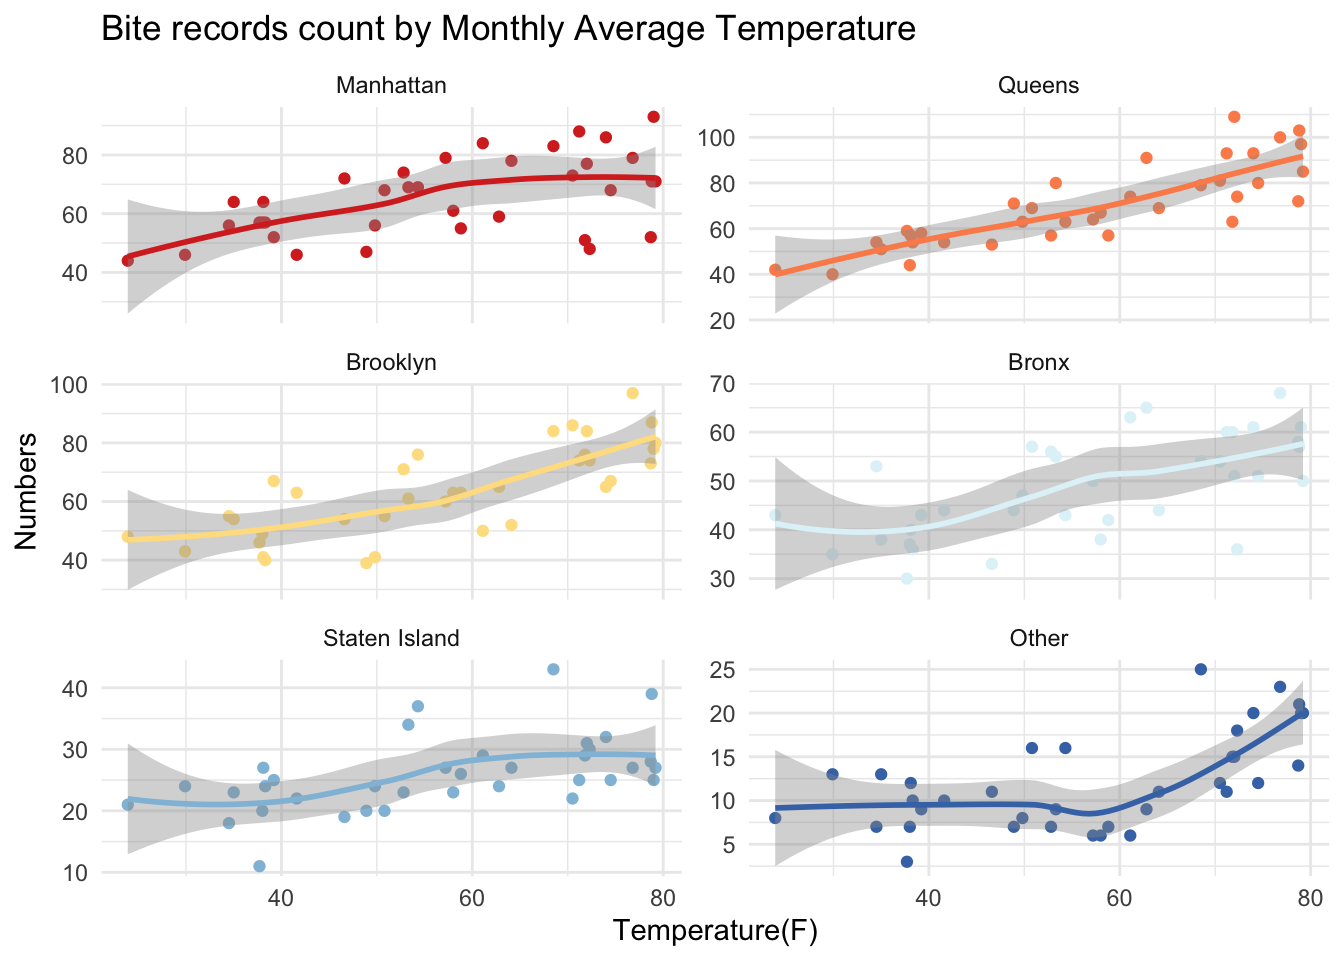 Bite records count by Monthly Average Temperature
Manhattan
Queens
80
60
40
100
80
60
40
20
Brooklyn
Bronx
100
80
60
40
70
60
50
40
30
Numbers
Staten Island
Other
40
30
20
10
25
20
15
10
5
40 60 80
40 60 80
Temperature(F)